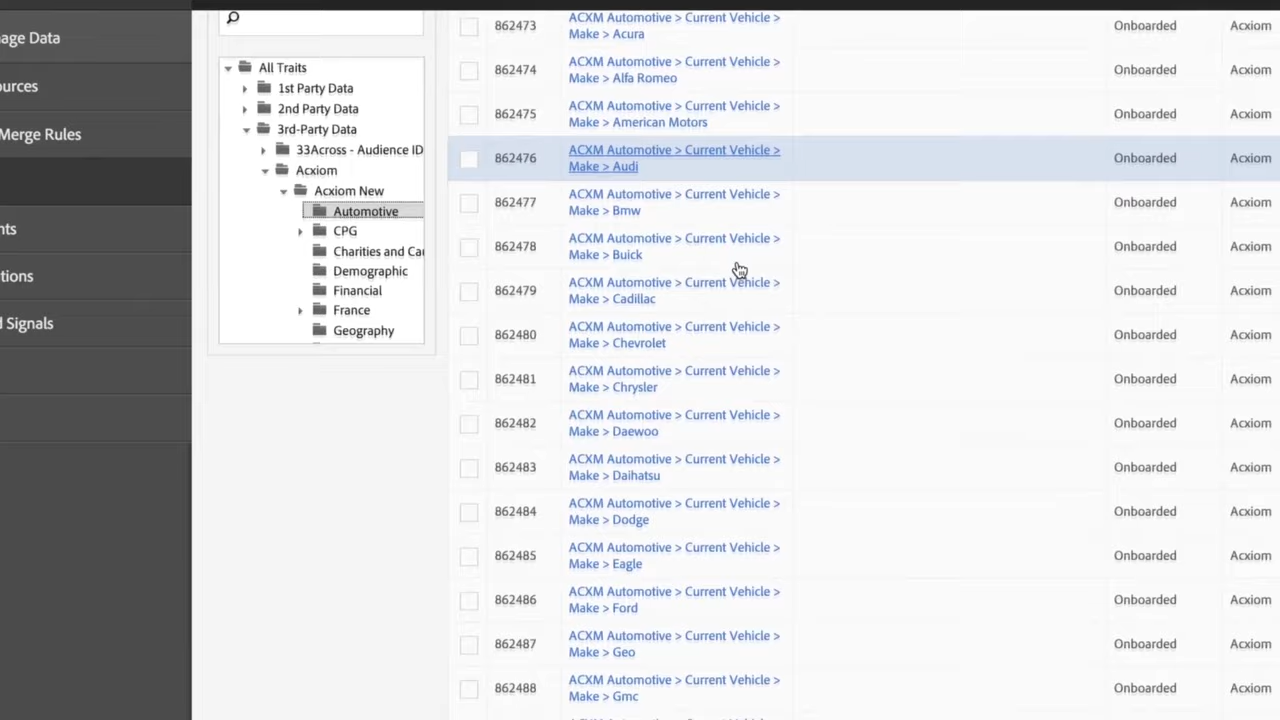 nage Data
ources
Merge Rules
nts
tions
d Signals
All Traits
1st Party Data
2nd Party Data
3rd-Party Data
33Across - Audience ID
Acxiom
Acxiom New
Automotive
CPG
Charities and Cau
Demographic
Financial
France
Geography
862473 ACXM Automotive > Current Vehicle > Onboarded Acxiom
Make > Acura
862474 ACXM Automotive > Current Vehicle > Onboarded Acxiom
Make > Alfa Romeo
862475 ACXM Automotive > Current Vehicle > Onboarded Acxiom
Make > American Motors
862476 ACXM Automotive > Current Vehicle > Onboarded Acxiom
Make > Audi
862477 ACXM Automotive > Current Vehicle > Onboarded Acxiom
Make > Bmw
862478 ACXM Automotive > Current Vehicle > Onboarded Acxiom
Make > Buick
862479 ACXM Automotive > Current Vehicle > Onboarded Acxiom
Make > Cadillac
862480 ACXM Automotive > Current Vehicle > Onboarded Acxiom
Make > Chevrolet
862481 ACXM Automotive > Current Vehicle > Onboarded Acxiom
Make > Chrysler
862482 ACXM Automotive > Current Vehicle > Onboarded Acxiom
Make > Daewoo
862483 ACXM Automotive > Current Vehicle > Onboarded Acxiom
Make > Daihatsu
862484 ACXM Automotive > Current Vehicle > Onboarded Acxiom
Make > Dodge
862485 ACXM Automotive > Current Vehicle > Onboarded Acxiom
Make > Eagle
862486 ACXM Automotive > Current Vehicle > Onboarded Acxiom
Make > Ford
862487 ACXM Automotive > Current Vehicle > Onboarded Acxiom
Make > Geo
862488 ACXM Automotive > Current Vehicle > Onboarded Acxiom
Make > Gmc